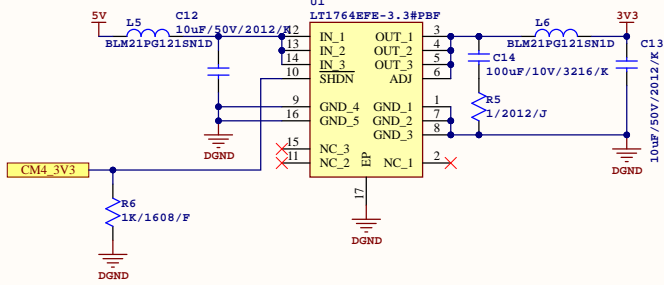 U1
LT1764EFE-3.3#PBF
5V
L5
BLM21PG121SN1D
C12
10uF/50V/2012/K
12
IN_1
13
IN_2
14
IN_3
10
SHDN
9
GND_4
16
GND_5
15
NC_3
11
NC_2
OUT_1
3
OUT_2
4
OUT_3
5
ADJ
6
GND_1
1
GND_2
7
GND_3
8
NC_1
2
EP
17
DGND
L6
BLM21PG121SN1D
3V3
C14
100uF/10V/3216/K
R5
1/2012/J
C13
10uF/50V/2012/K
DGND
DGND
CM4_3V3
R6
1K/1608/F
DGND